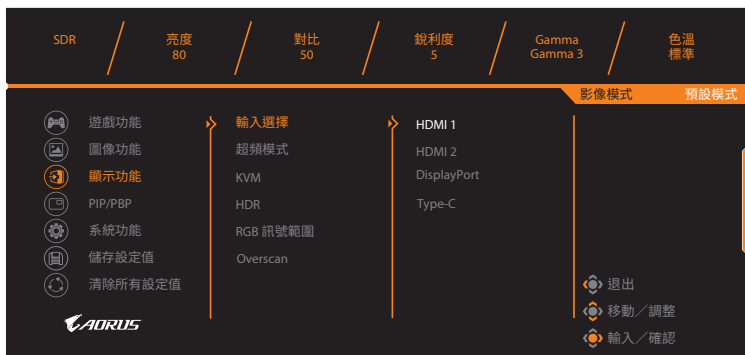 SDR
亮度
80
對比
50
銳利度
5
Gamma
Gamma 3
色溫
標準
影像模式
預設模式
遊戲功能
圖像功能
顯示功能
PIP/PBP
系統功能
儲存設定值
清除所有設定值
輸入選擇
超頻模式
KVM
HDR
RGB 訊號範圍
Overscan
HDMI 1
HDMI 2
DisplayPort
Type-C
退出
移動／調整
輸入／確認
AORUS